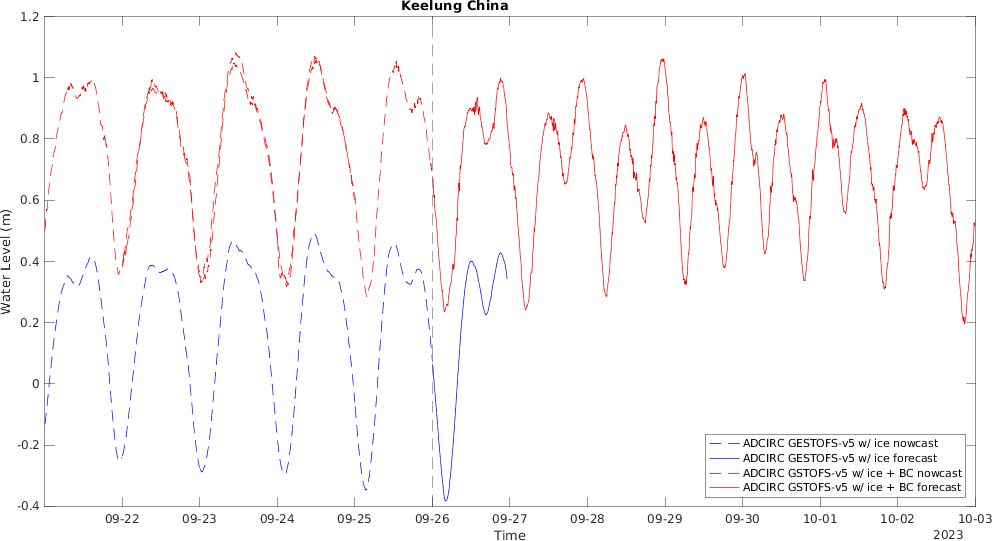 Keelung China
1.2
1
0.8
0.6
0.4
0.2
0
-0.2
-0.4
Water Level (m)
09-22 09-23 09-24 09-25 09-26 09-27 09-28 09-29 09-30 10-01 10-02 10-03
Time
2023
ADCIRC GESTOFS-v5 w/ ice nowcast
ADCIRC GESTOFS-v5 w/ ice forecast
ADCIRC GSTOFS-v5 w/ ice + BC nowcast
ADCIRC GSTOFS-v5 w/ ice + BC forecast